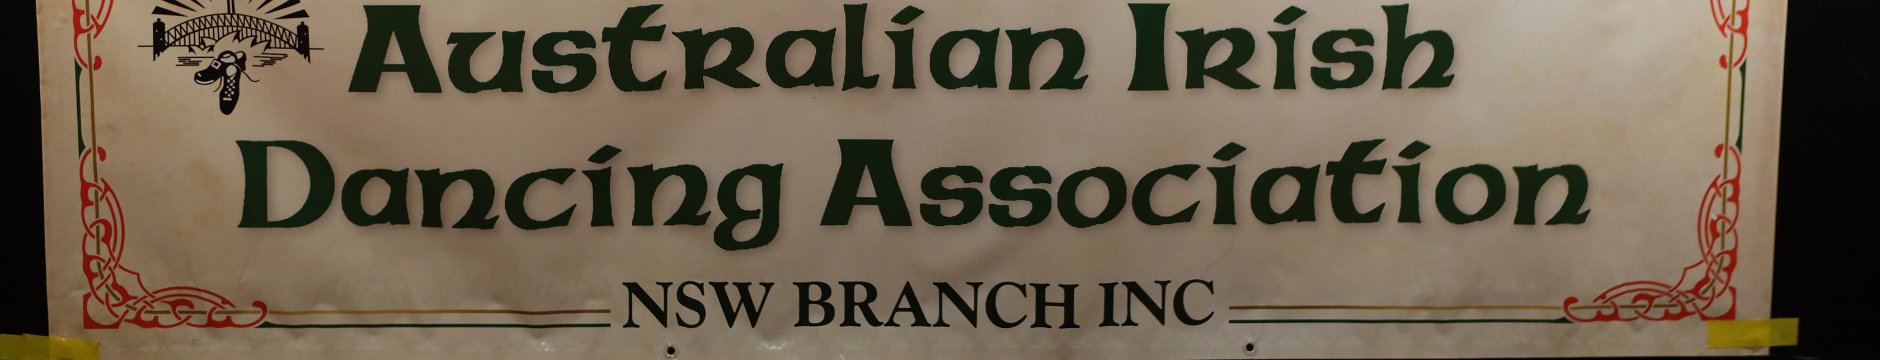 Australian Irish
Dancing Association
NSW BRANCH INC